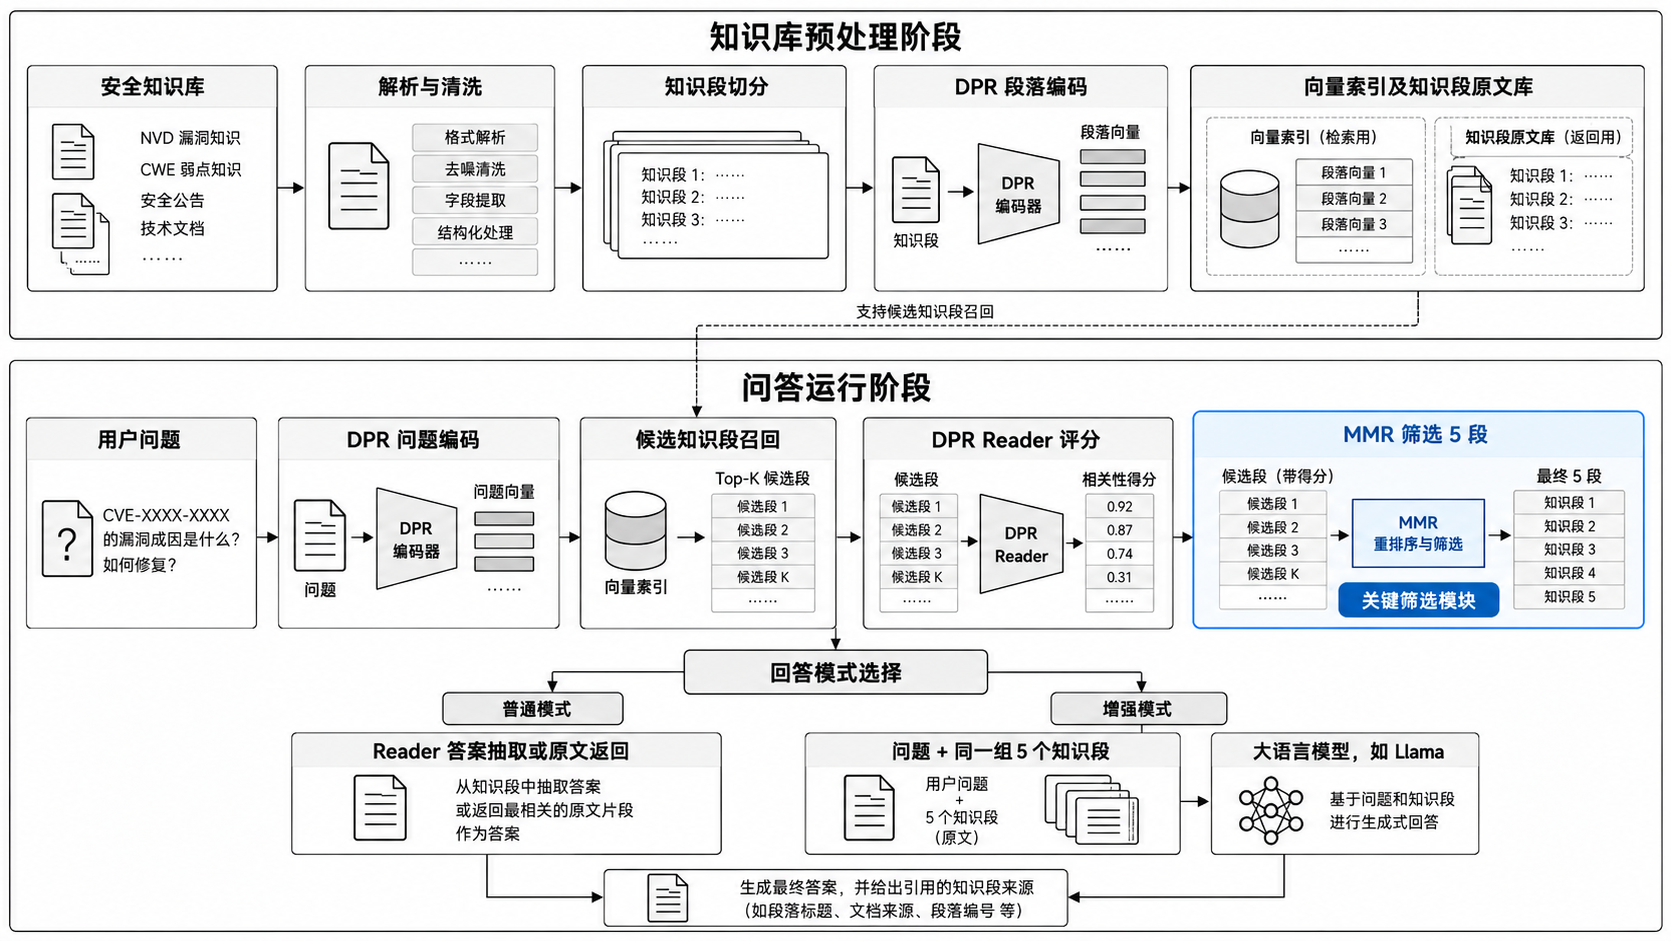 知识库预处理阶段
安全知识库
NVD 漏洞知识
CWE 弱点知识
安全公告
技术文档
……
……
解析与清洗
格式解析
去噪清洗
字段提取
结构化处理
……
知识段切分
知识段 1：……
知识段 2：……
知识段 3：……
……
DPR 段落编码
知识段
DPR
编码器
段落向量
……
向量索引及知识段原文库
向量索引（检索用）
段落向量 1
段落向量 2
段落向量 3
……
知识段原文库（返回用）
知识段 1：……
知识段 2：……
知识段 3：……
……
支持候选知识段召回
问答运行阶段
用户问题
?
CVE-XXXX-XXXX
的漏洞成因是什么？
如何修复？
DPR 问题编码
问题
DPR
编码器
问题向量
……
候选知识段召回
向量索引
Top-K 候选段
候选段 1
候选段 2
候选段 3
候选段 K
……
DPR Reader 评分
候选段
候选段 1
候选段 2
候选段 3
候选段 K
……
DPR
Reader
相关性得分
0.92
0.87
0.74
0.31
……
MMR 筛选 5 段
候选段（带得分）
候选段 1
候选段 2
候选段 3
候选段 K
……
MMR
重排序与筛选
关键筛选模块
最终 5 段
知识段 1
知识段 2
知识段 3
知识段 4
知识段 5
回答模式选择
普通模式
增强模式
Reader 答案抽取或原文返回
从知识段中抽取答案
或返回最相关的原文片段
作为答案
问题 + 同一组 5 个知识段
用户问题
+
5 个知识段
（原文）
大语言模型，如 Llama
基于问题和知识段
进行生成式回答
生成最终答案，并给出引用的知识段来源
（如段落标题、文档来源、段落编号 等）